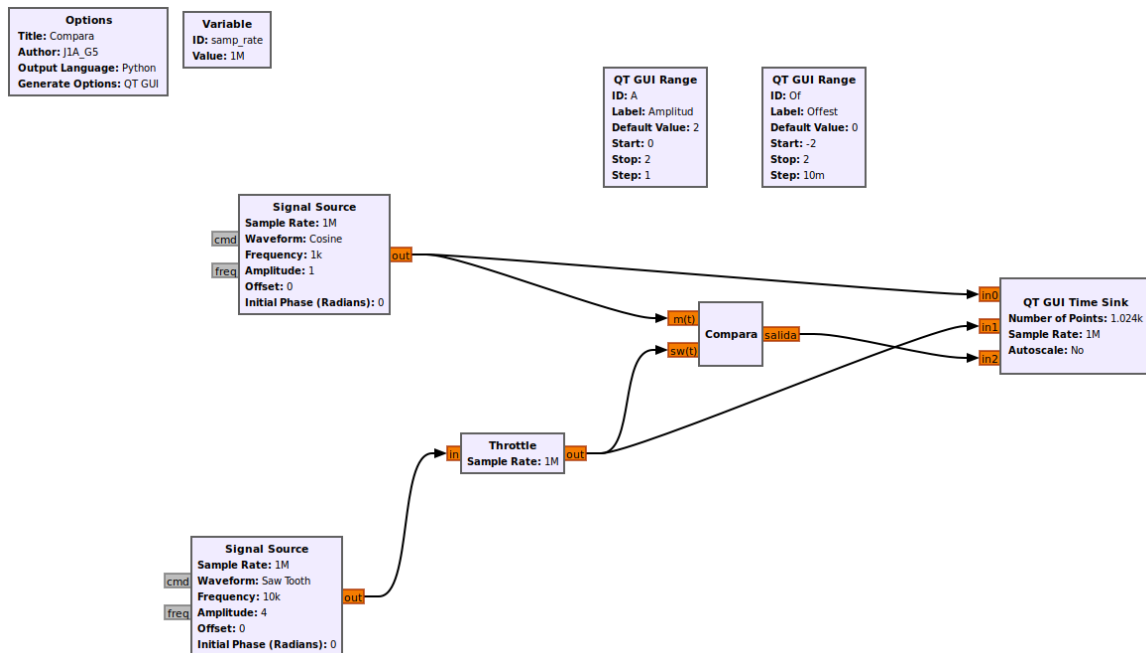 Options
Title: Compara
Author: J1A_G5
Output Language: Python
Generate Options: QT GUI
Variable
ID: samp_rate
Value: 1M
QT GUI Range
ID: A
Label: Amplitud
Default Value: 2
Start: 0
Stop: 2
Step: 1
QT GUI Range
ID: Of
Label: Offest
Default Value: 0
Start: -2
Stop: 2
Step: 10m
Signal Source
Sample Rate: 1M
Waveform: Cosine
Frequency: 1k
Amplitude: 1
Offset: 0
Initial Phase (Radians): 0
cmd
freq
out
m(t)
sw(t)
Compara
salida
in0
in1
in2
QT GUI Time Sink
Number of Points: 1.024k
Sample Rate: 1M
Autoscale: No
in
Throttle
Sample Rate: 1M
out
Signal Source
Sample Rate: 1M
Waveform: Saw Tooth
Frequency: 10k
Amplitude: 4
Offset: 0
Initial Phase (Radians): 0
cmd
freq
out